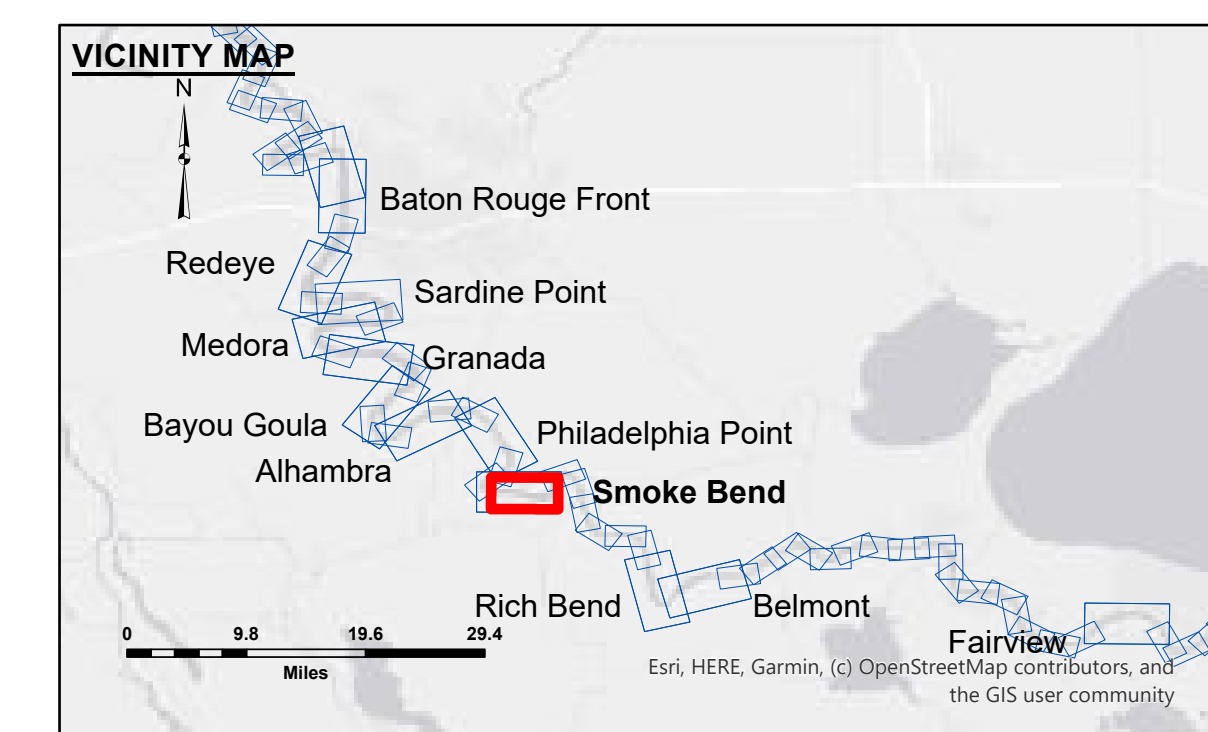 VICINITY MAP
N
Baton Rouge Front
Redeye
Sardine Point
Medora
Granada
Bayou Goula
Philadelphia Point
Alhambra
Smoke Bend
Rich Bend
Belmont
Fairview
0 9.8 19.6 29.4
Miles
Esri, HERE, Garmin, (c) OpenStreetMap contributors, and
the GIS user community